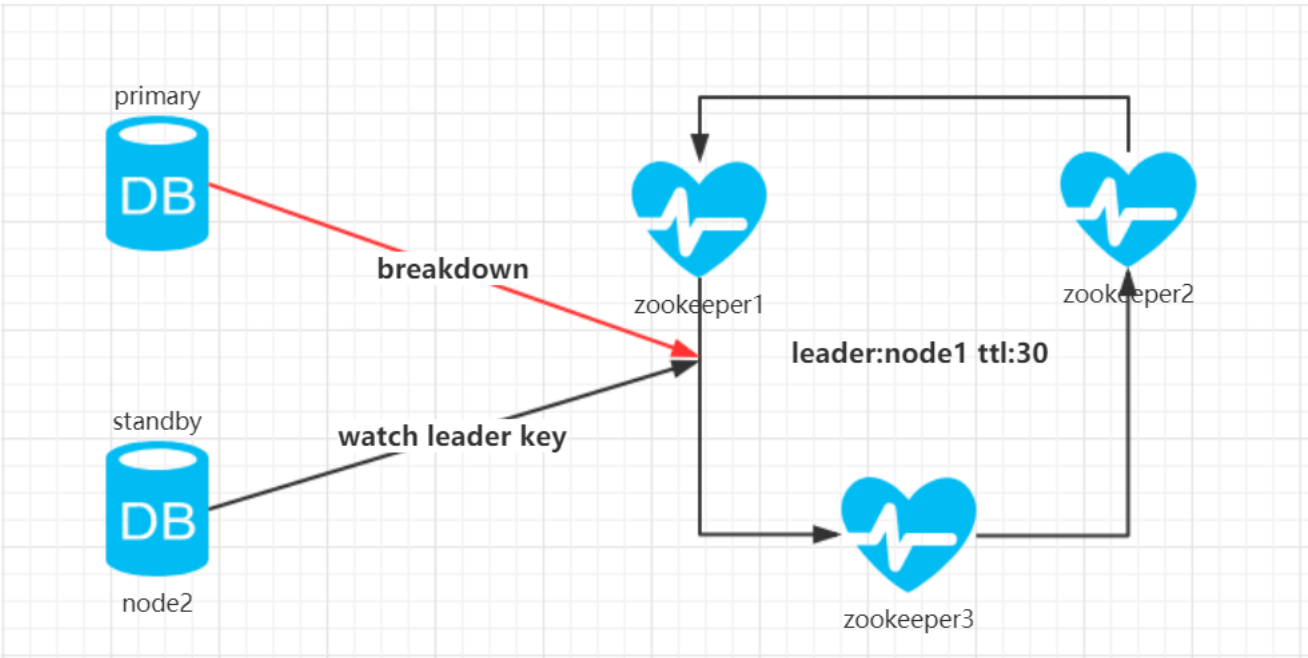 primary
DB
breakdown
zookeeper1
zookeeper2
leader:node1 ttl:30
standby
watch leader key
DB
node2
zookeeper3